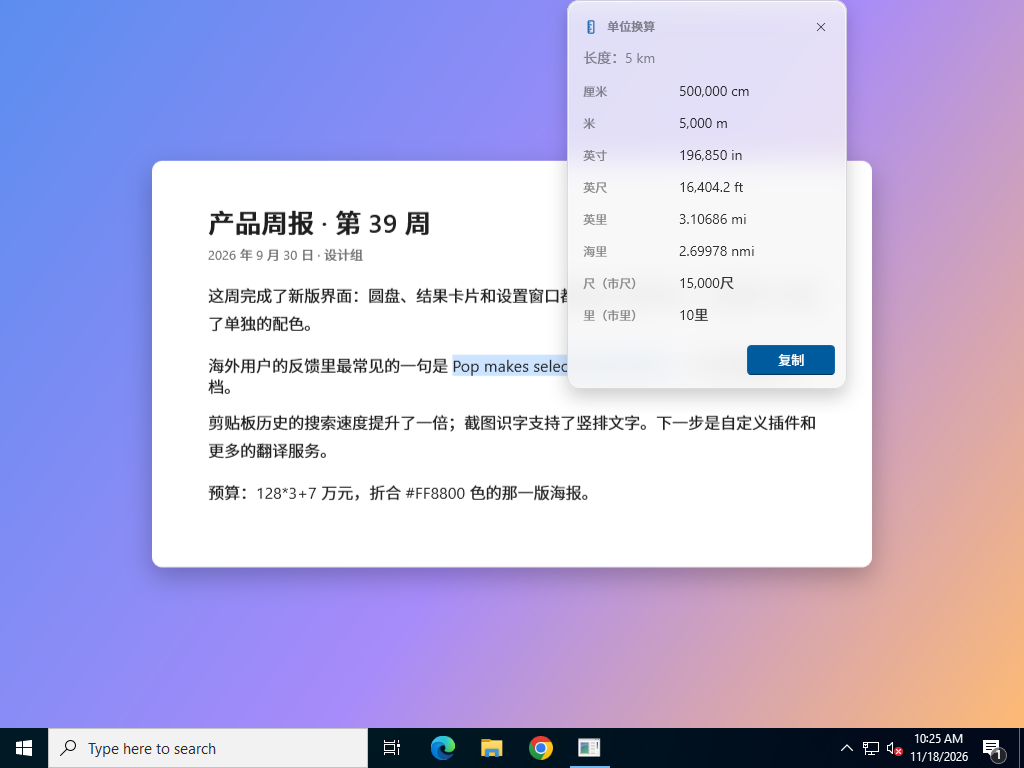 单位换算
长度：5 km
厘米 500,000 cm
米 5,000 m
英寸 196,850 in
英尺 16,404.2 ft
英里 3.10686 mi
海里 2.69978 nmi
尺（市尺） 15,000尺
里（市里） 10里
复制
产品周报 · 第 39 周
2026 年 9 月 30 日 · 设计组
这周完成了新版界面：圆盘、结果卡片和设置窗口
了单独的配色。
海外用户的反馈里最常见的一句是 Pop makes selec
档。
剪贴板历史的搜索速度提升了一倍；截图识字支持了竖排文字。下一步是自定义插件和
更多的翻译服务。
预算：128*3+7 万元，折合 #FF8800 色的那一版海报。
Type here to search
10:25 AM
11/18/2026
1